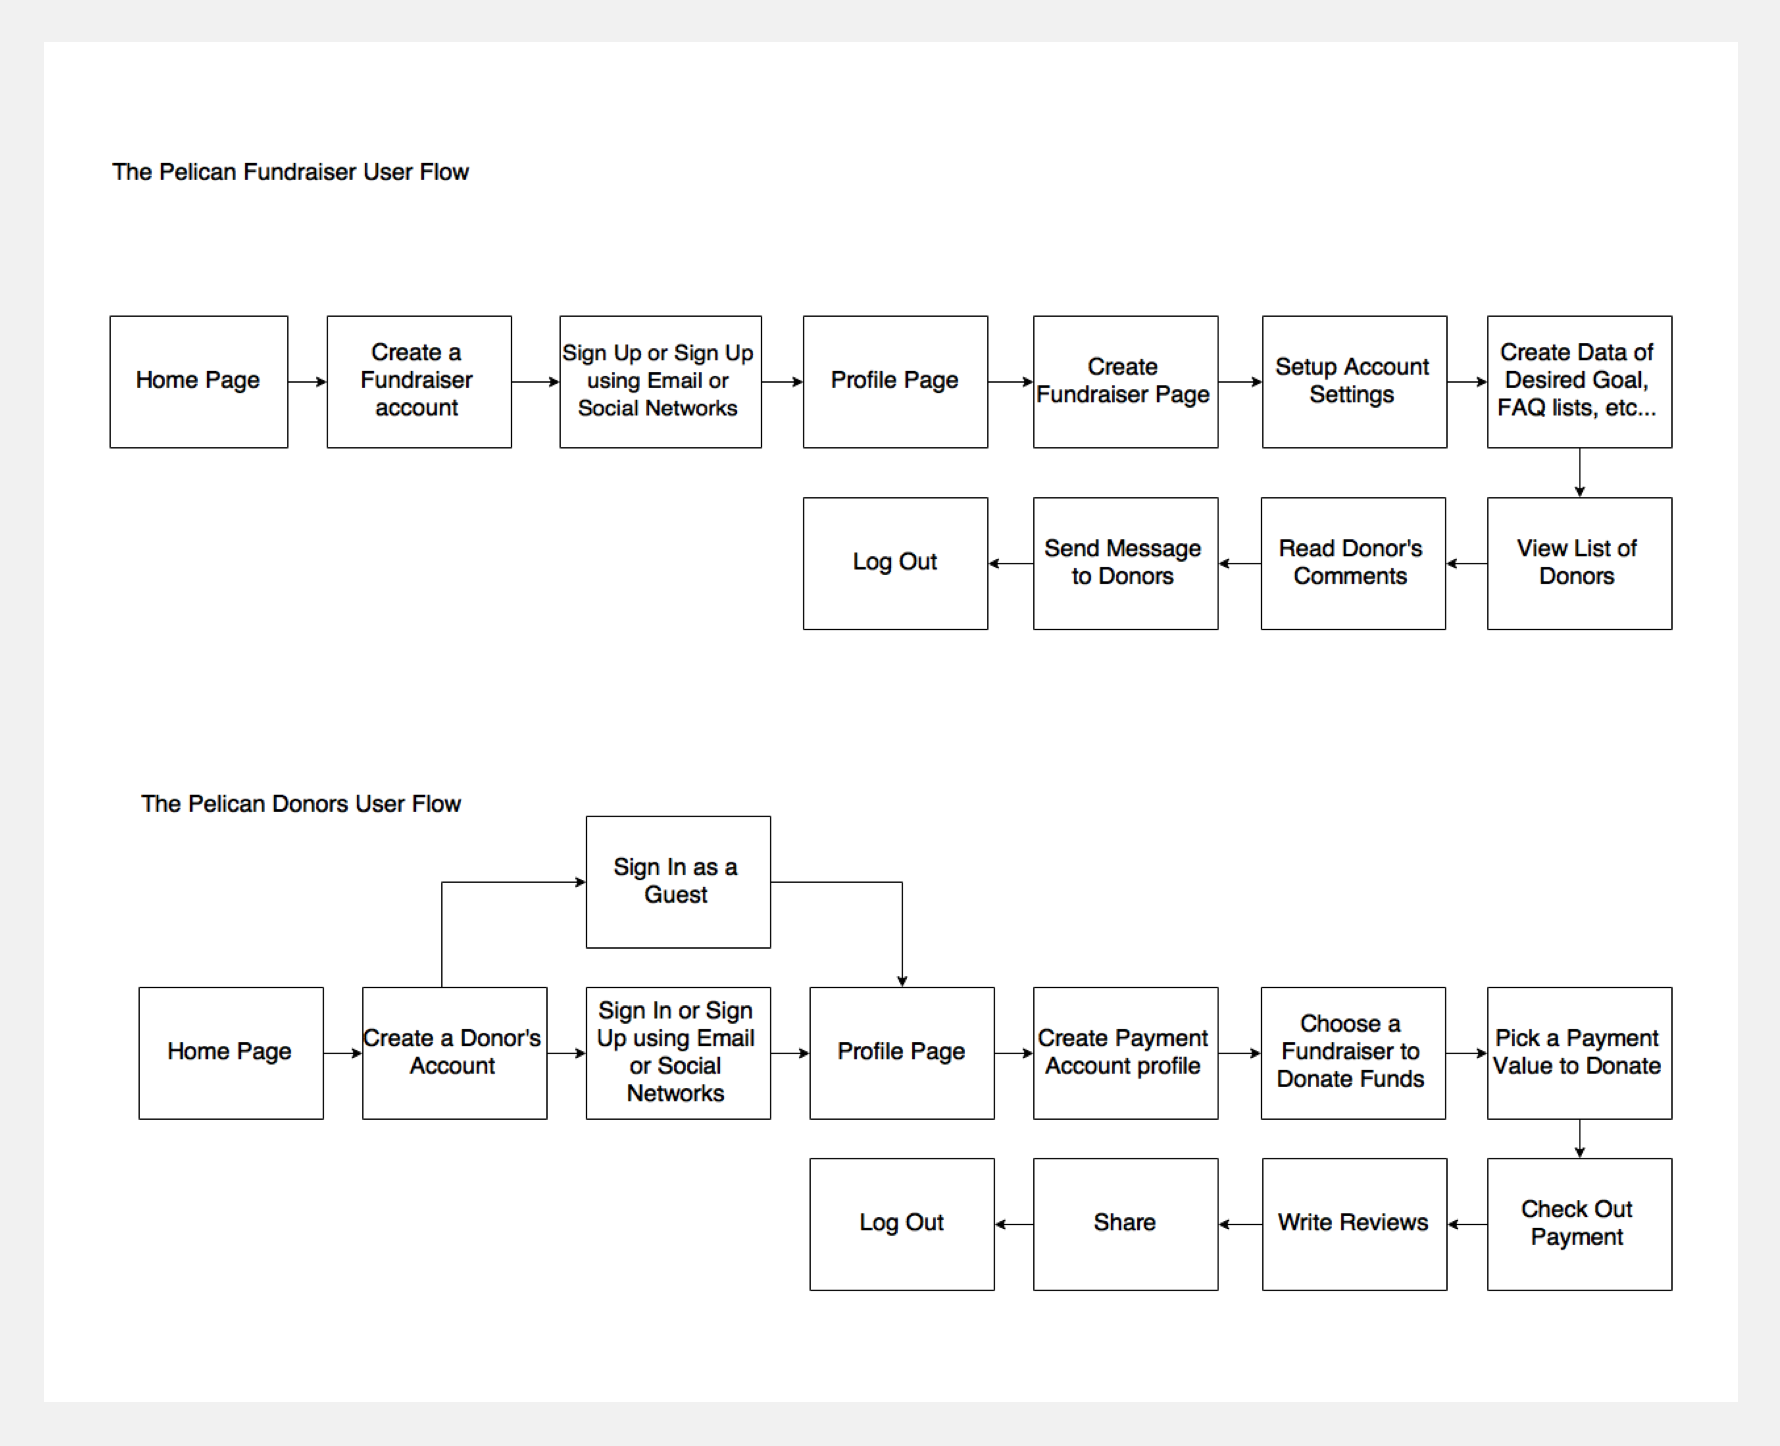 The Pelican Fundraiser User Flow
Home Page
Create a
Fundraiser
account
Sign Up or Sign Up
using Email or
Social Networks
Profile Page
Create
Fundraiser Page
Setup Account
Settings
Create Data of
Desired Goal,
FAQ lists, etc...
View List of
Donors
Read Donor's
Comments
Send Message
to Donors
Log Out
The Pelican Donors User Flow
Home Page
Create a Donor's
Account
Sign In as a
Guest
Sign In or Sign
Up using Email
or Social
Networks
Profile Page
Create Payment
Account profile
Choose a
Fundraiser to
Donate Funds
Pick a Payment
Value to Donate
Check Out
Payment
Write Reviews
Share
Log Out